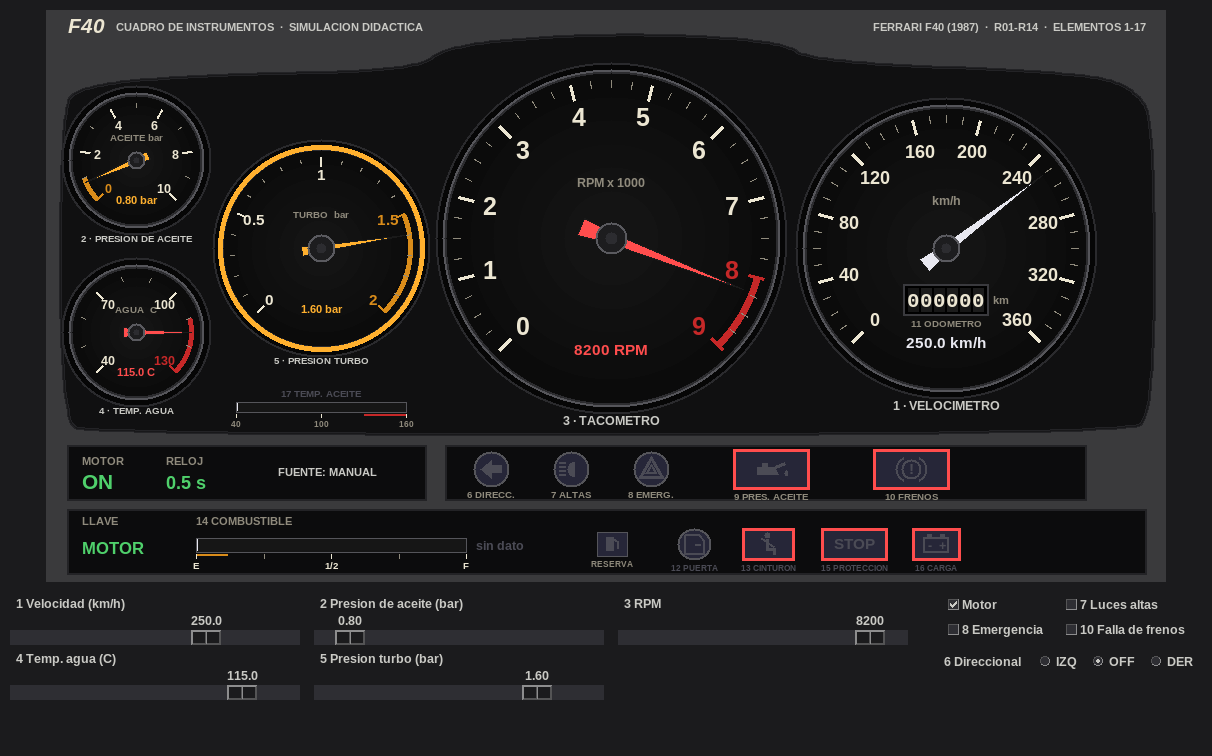 F40 CUADRO DE INSTRUMENTOS · SIMULACION DIDACTICA
FERRARI F40 (1987) · R01-R14 · ELEMENTOS 1-17
0 2 4 6 8 10
ACEITE bar
0.80 bar
2 · PRESION DE ACEITE
40 70 100 130
AGUA C
115.0 C
4 · TEMP. AGUA
0 0.5 1 1.5 2
TURBO bar
1.60 bar
5 · PRESION TURBO
17 TEMP. ACEITE
40 100 160
0 1 2 3 4 5 6 7 8 9
RPM x 1000
8200 RPM
3 · TACOMETRO
0 40 80 120 160 200 240 280 320 360
km/h
000000 km
11 ODOMETRO
250.0 km/h
1 · VELOCIMETRO
MOTOR
ON
RELOJ
0.5 s
FUENTE: MANUAL
6 DIRECC.
7 ALTAS
8 EMERG.
9 PRES. ACEITE
10 FRENOS
LLAVE
MOTOR
14 COMBUSTIBLE
sin dato
E 1/2 F
RESERVA
12 PUERTA
13 CINTURON
STOP
15 PROTECCION
- +
16 CARGA
1 Velocidad (km/h)
250.0
2 Presion de aceite (bar)
0.80
3 RPM
8200
4 Temp. agua (C)
115.0
5 Presion turbo (bar)
1.60
Motor
7 Luces altas
8 Emergencia
10 Falla de frenos
6 Direccional IZQ OFF DER